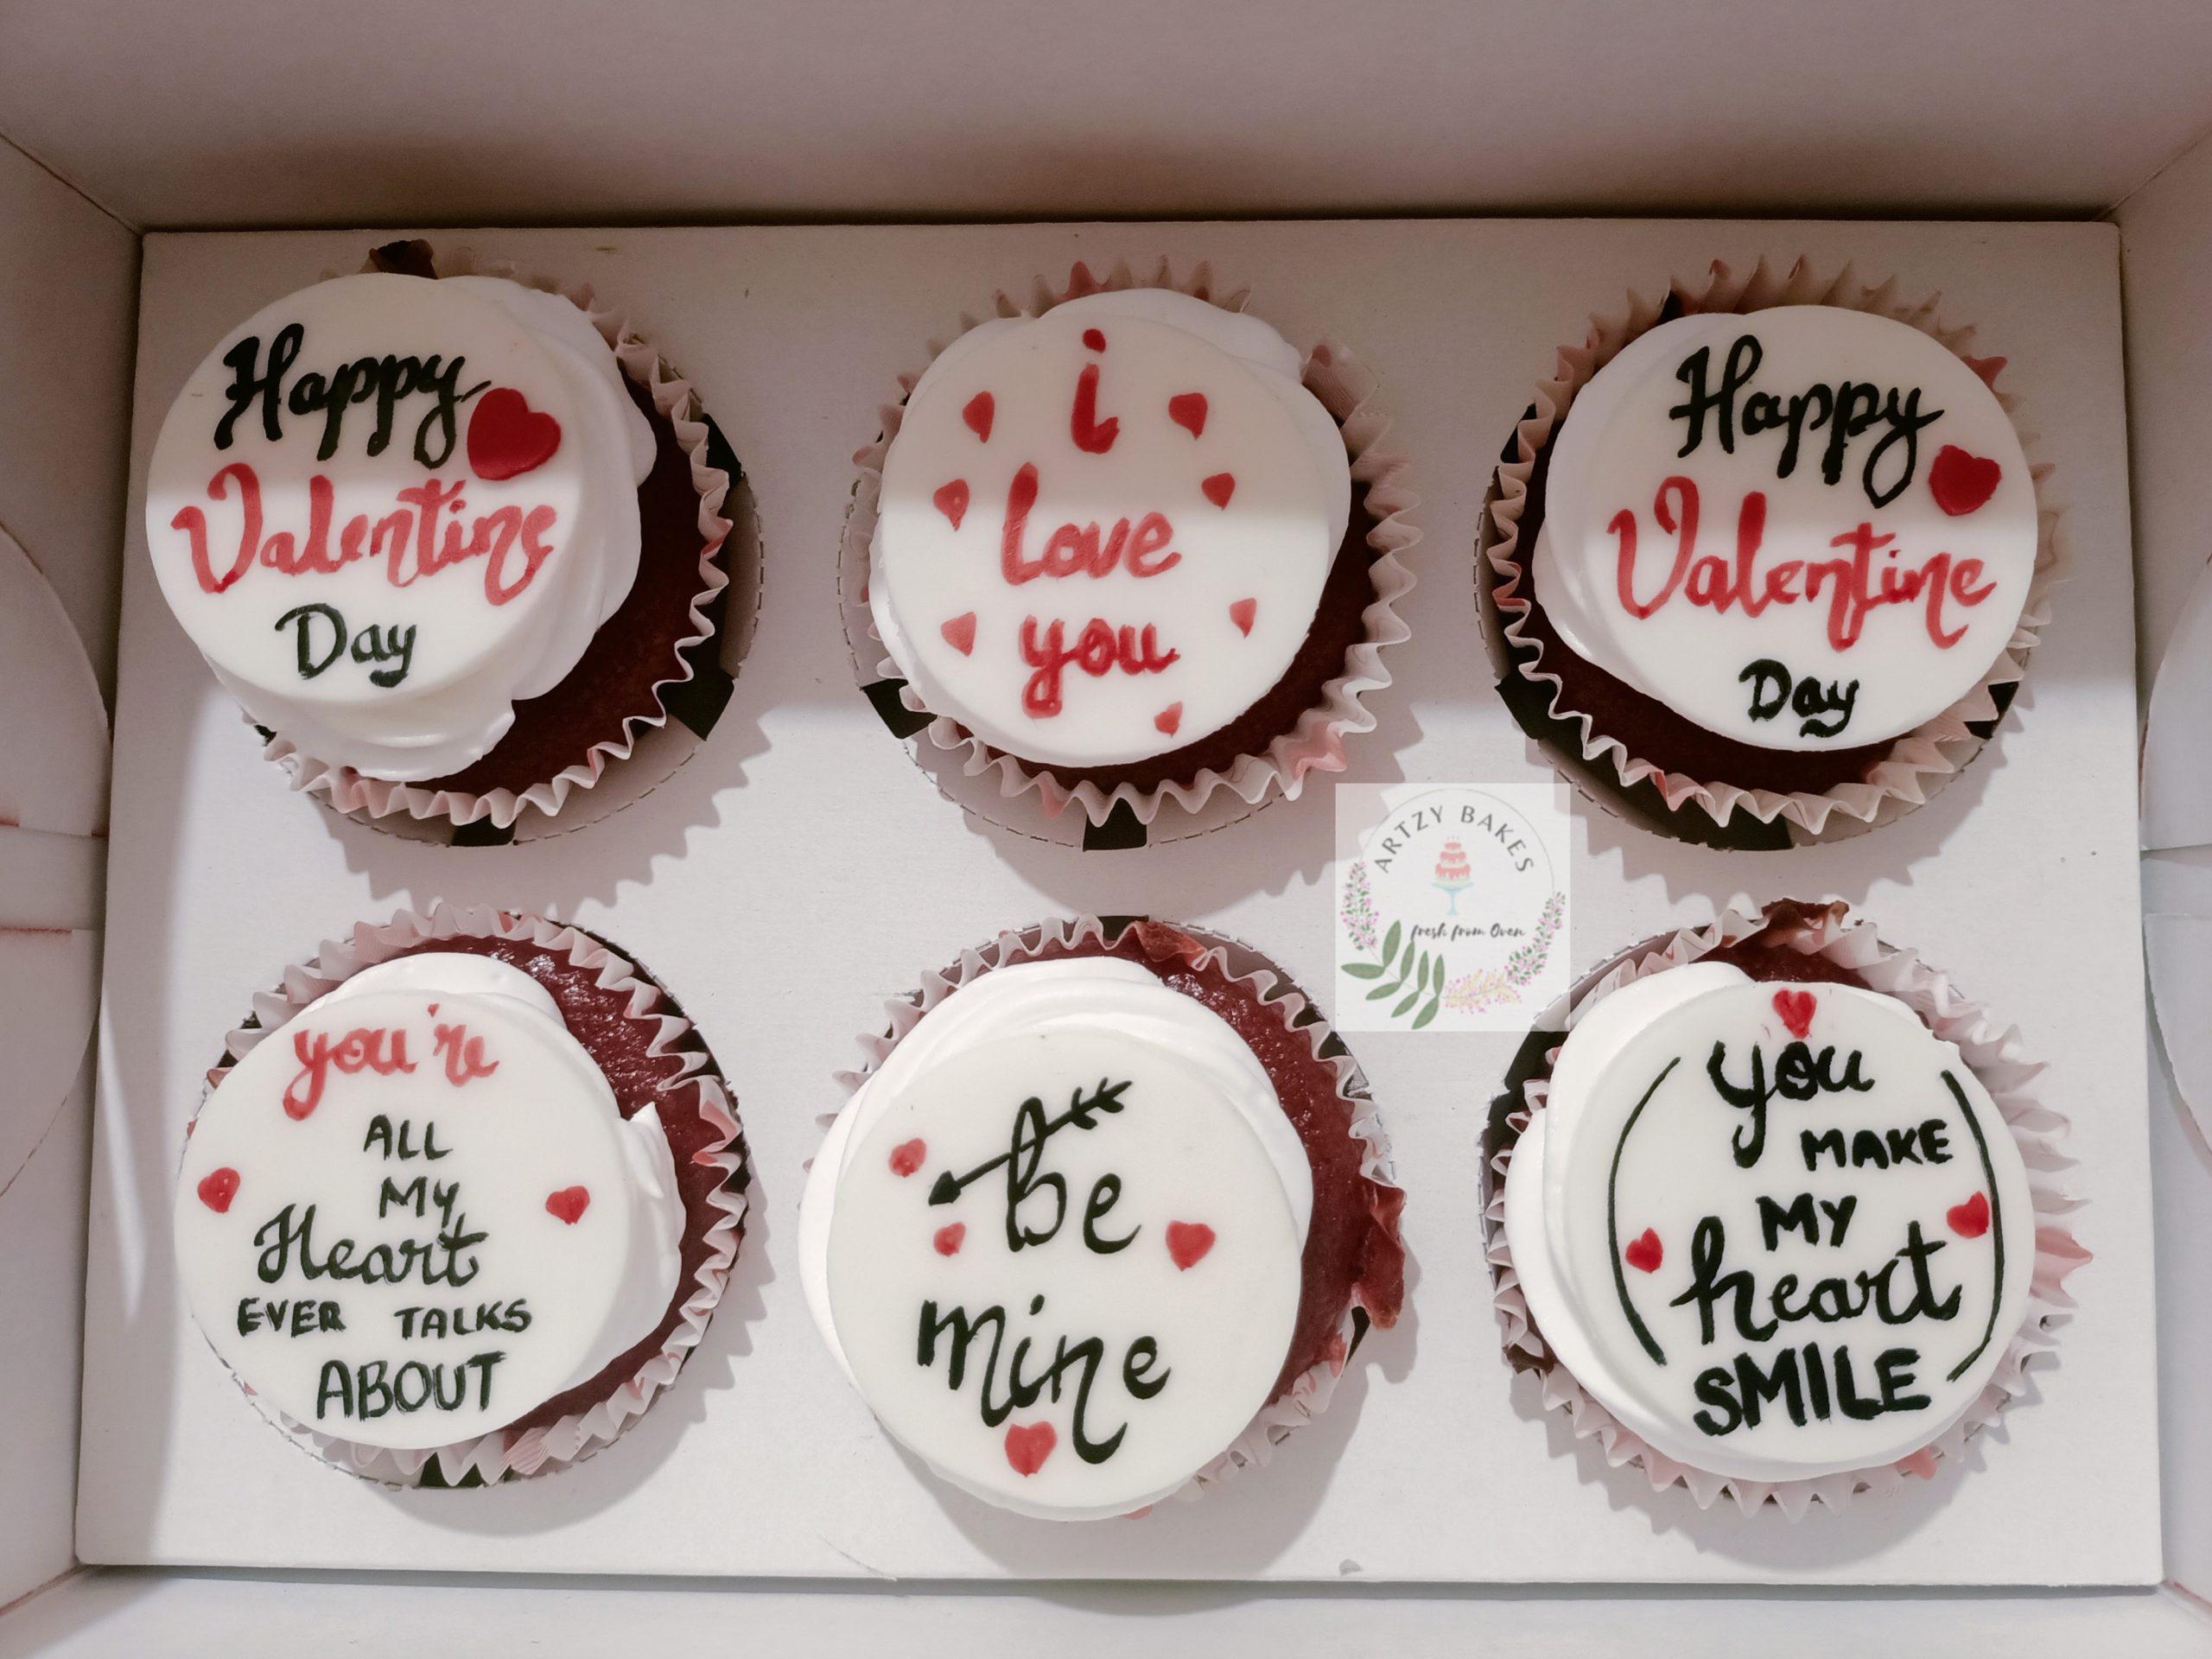 Happy
Valentine
Day
i
love
you
Happy
Valentine
Day
ARTZY BAKES
fresh from Oven
you're
ALL
MY
Heart
EVER TALKS
ABOUT
be
mine
you
MAKE
MY
heart
SMILE